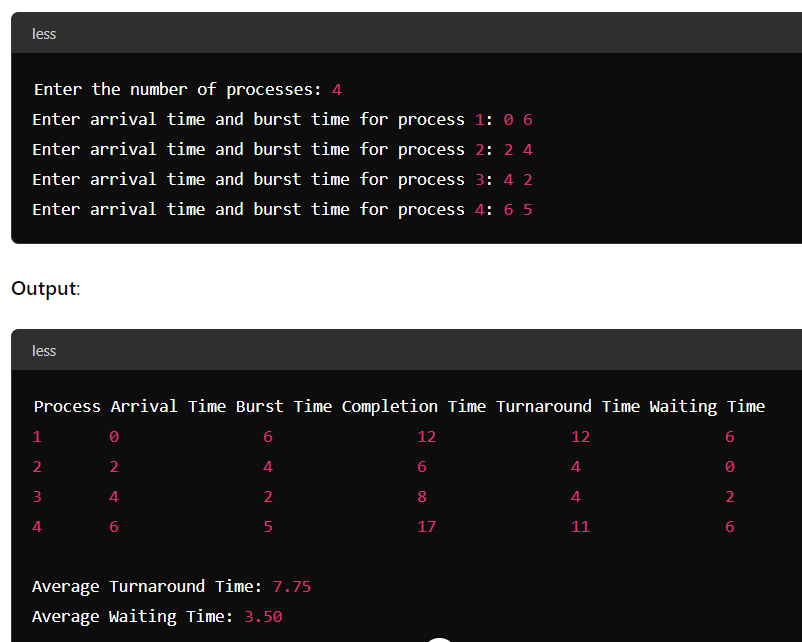 less
Enter the number of processes: 4
Enter arrival time and burst time for process 1: 0 6
Enter arrival time and burst time for process 2: 2 4
Enter arrival time and burst time for process 3: 4 2
Enter arrival time and burst time for process 4: 6 5
Output:
less
Process Arrival Time Burst Time Completion Time Turnaround Time Waiting Time
1 0 6 12 12 6
2 2 4 6 4 0
3 4 2 8 4 2
4 6 5 17 11 6
Average Turnaround Time: 7.75
Average Waiting Time: 3.50